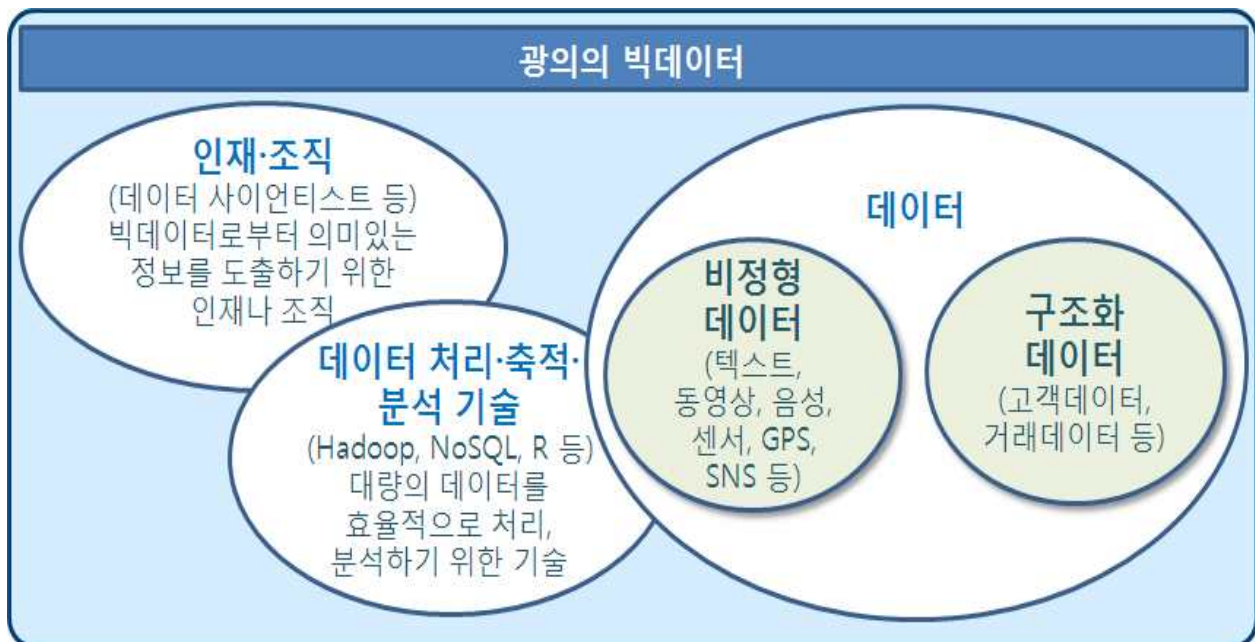 광의의 빅데이터
인재·조직
(데이터 사이언티스트 등)
빅데이터로부터 의미있는
정보를 도출하기 위한
인재나 조직
데이터 처리·축적·
분석 기술
(Hadoop, NoSQL, R 등)
대량의 데이터를
효율적으로 처리,
분석하기 위한 기술
데이터
비정형
데이터
(텍스트,
동영상, 음성,
센서, GPS,
SNS 등)
구조화
데이터
(고객데이터,
거래데이터 등)